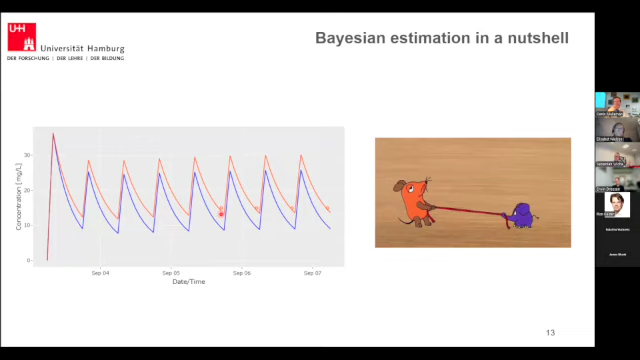 Bayesian estimation in a nutshell
UH
Universität Hamburg
DER FORSCHUNG | DER LEHRE | DER BILDUNG
Concentration [mg/L]
30
20
10
0
Sep 04
Sep 05
Sep 06
Sep 07
Date/Time
13